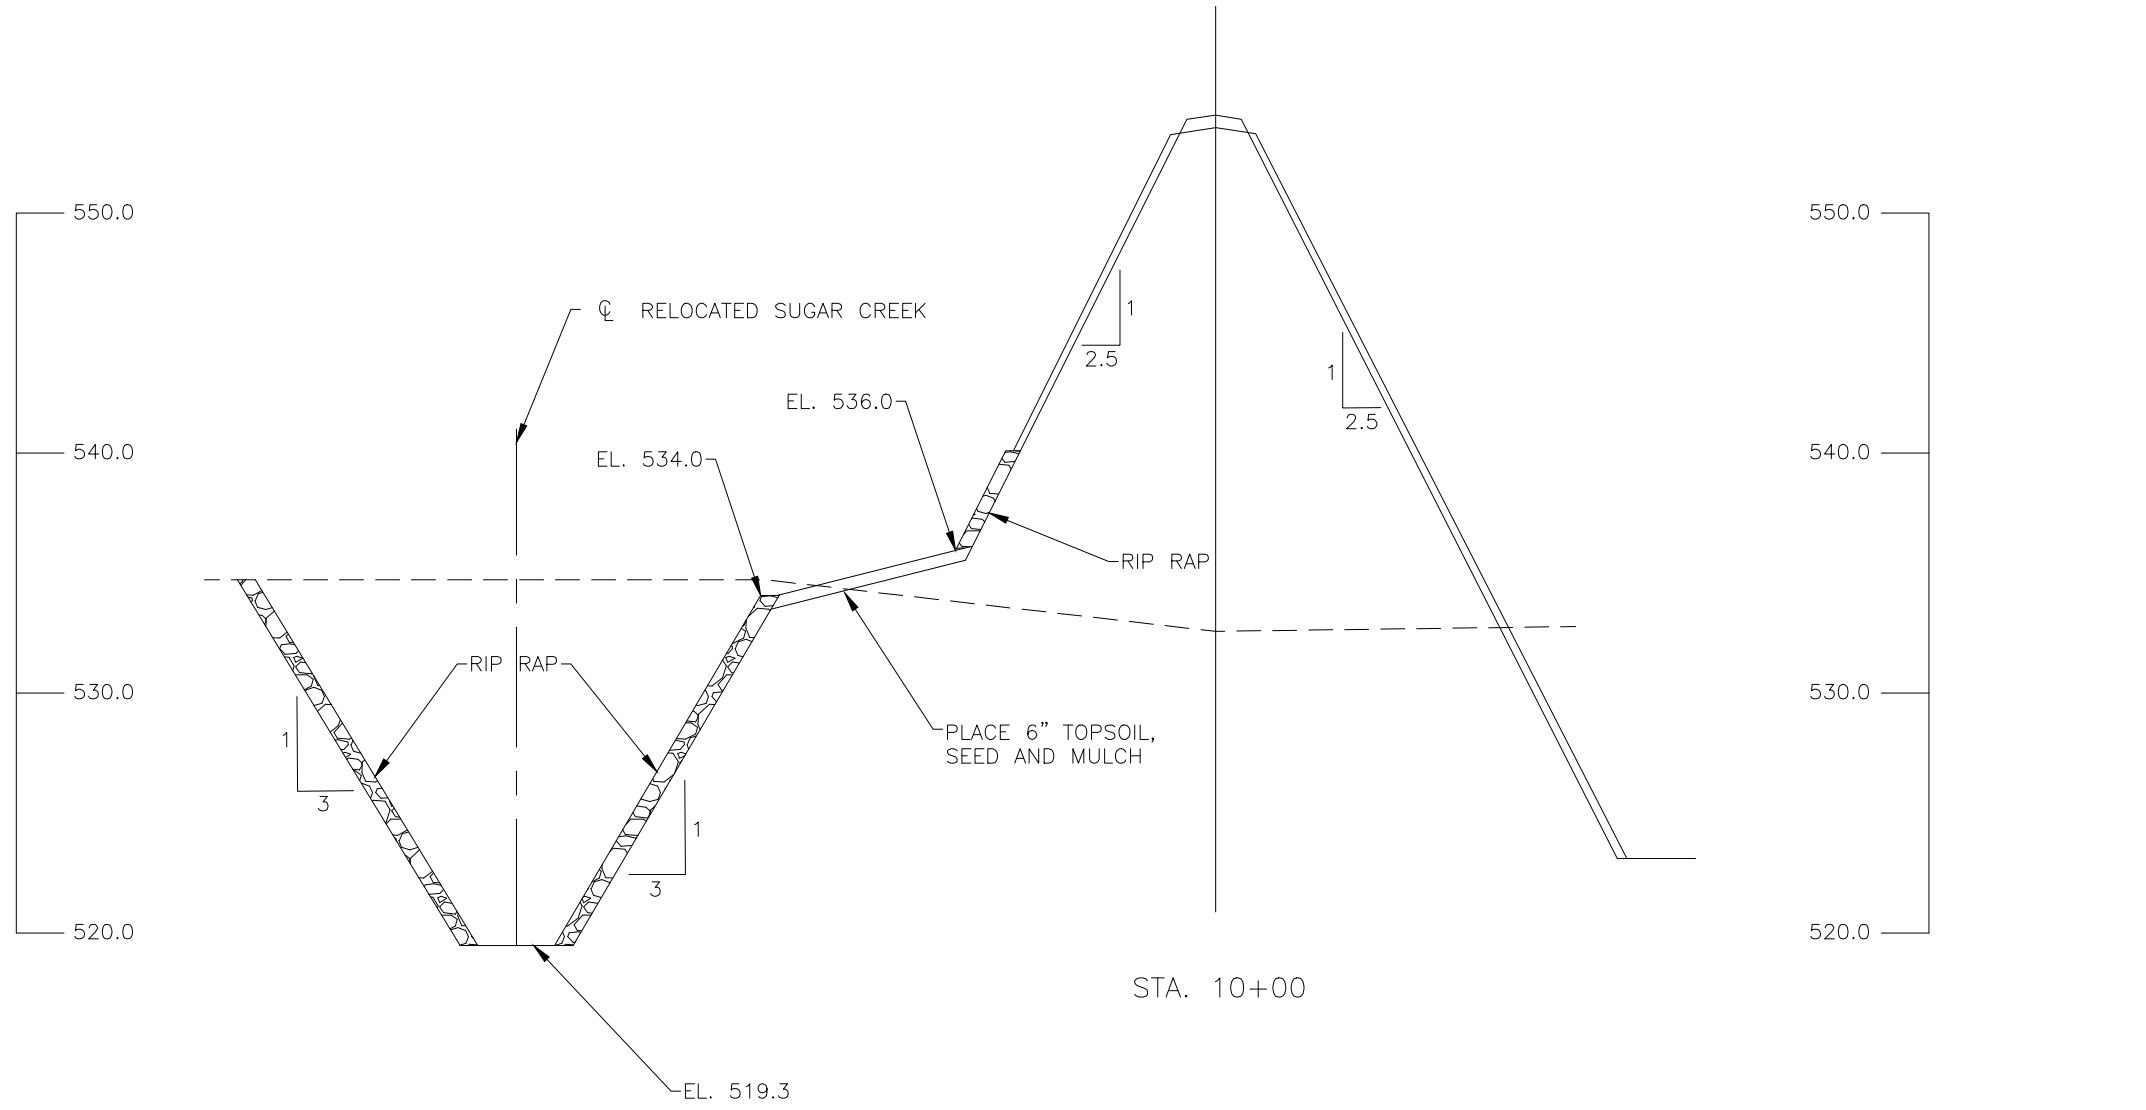 550.0
550.0
℄ RELOCATED SUGAR CREEK
1
2.5
1
2.5
EL. 536.0
540.0
EL. 534.0
540.0
RIP RAP
RIP RAP
530.0
530.0
1
3
PLACE 6” TOPSOIL,
SEED AND MULCH
1
3
520.0
520.0
STA. 10+00
EL. 519.3